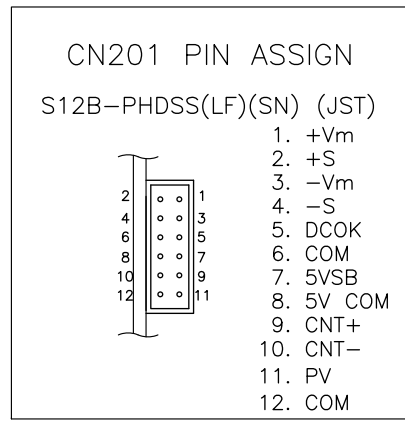 CN201 PIN ASSIGN
S12B-PHDSS(LF)(SN) (JST)
1. +Vm
2. +S
3. -Vm
4. -S
5. DCOK
6. COM
7. 5VSB
8. 5V COM
9. CNT+
10. CNT-
11. PV
12. COM
2 1
4 3
6 5
8 7
10 9
12 11